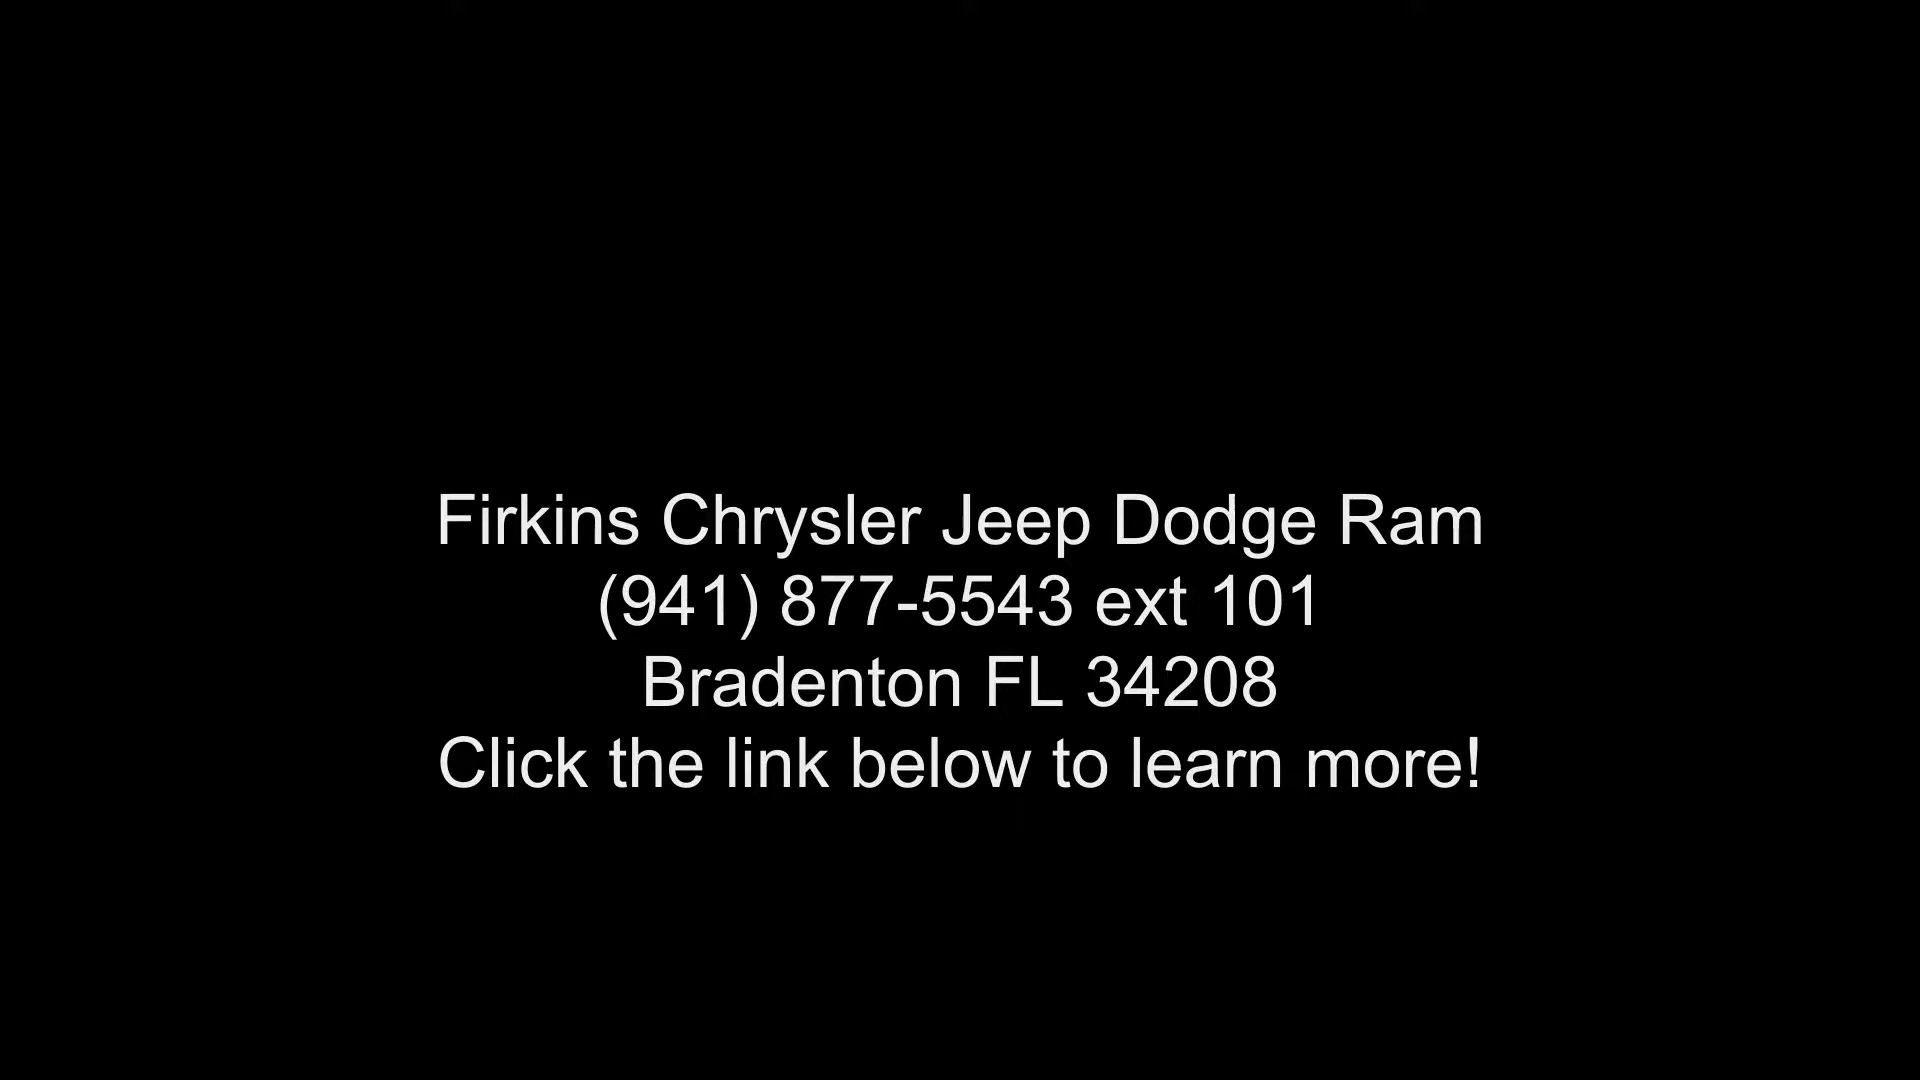 Firkins Chrysler Jeep Dodge Ram
(941) 877-5543 ext 101
Bradenton FL 34208
Click the link below to learn more!